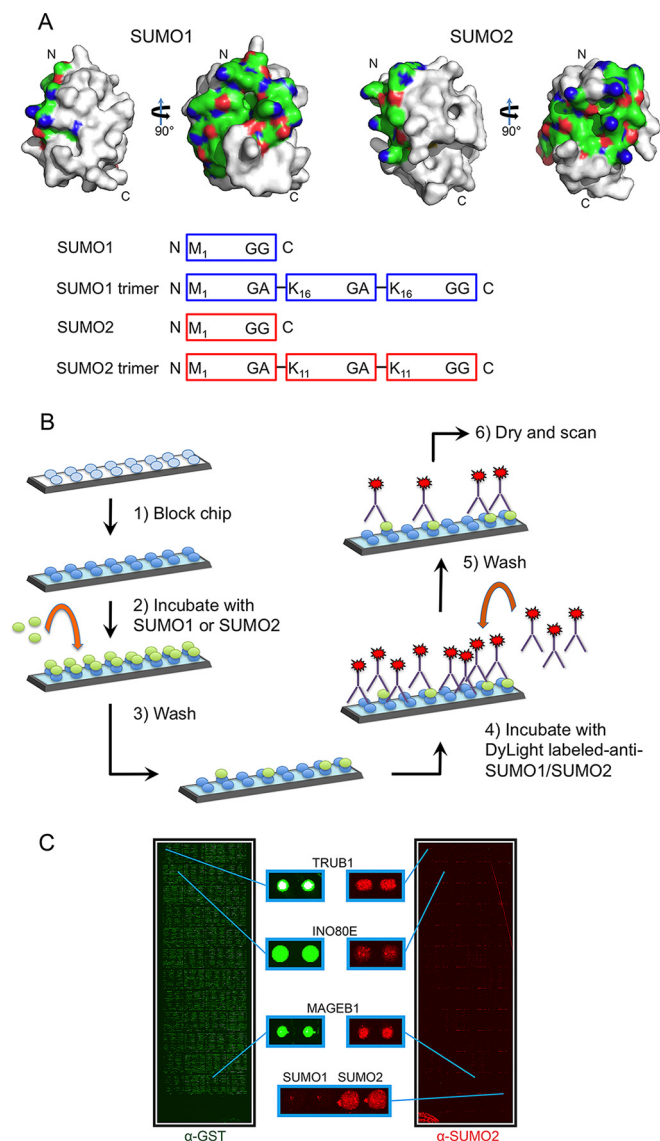 A
SUMO1
SUMO2
N
N
N
N
90°
90°
C
C
C
C
SUMO1 N M1 GG C
SUMO1 trimer N M1 GA K16 GA K16 GG C
SUMO2 N M1 GG C
SUMO2 trimer N M1 GA K11 GA K11 GG C
B
1) Block chip
2) Incubate with
SUMO1 or SUMO2
3) Wash
4) Incubate with
DyLight labeled-anti-
SUMO1/SUMO2
5) Wash
6) Dry and scan
C
TRUB1
INO80E
MAGEB1
SUMO1 SUMO2
α-GST
α-SUMO2